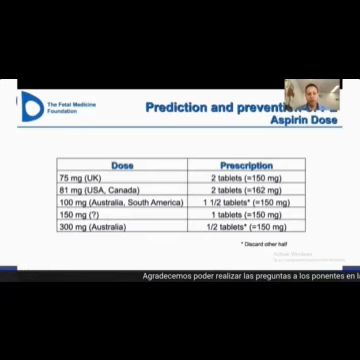 The Fetal Medicine
Foundation
Prediction and prevention of PE
Aspirin Dose
Dose Prescription
75 mg (UK) 2 tablets (=150 mg)
81 mg (USA, Canada) 2 tablets (=162 mg)
100 mg (Australia, South America) 1 1/2 tablets* (=150 mg)
150 mg (?) 1 tablets (=150 mg)
300 mg (Australia) 1/2 tablets* (=150 mg)
* Discard other half
Agradecemos poder realizar las preguntas a los ponentes en l